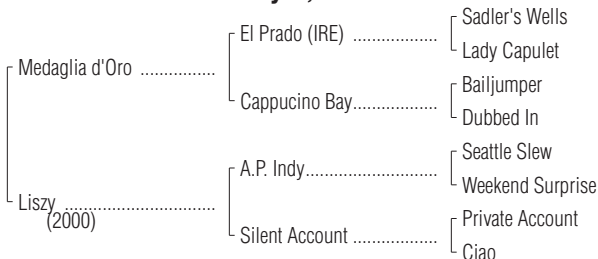 Sadler's Wells
El Prado (IRE) ..................
Lady Capulet
Medaglia d'Oro ................
Bailjumper
Cappucino Bay..................
Dubbed In
Seattle Slew
A.P. Indy............................
Weekend Surprise
Liszy ................................
(2000)
Private Account
Silent Account ..................
Ciao